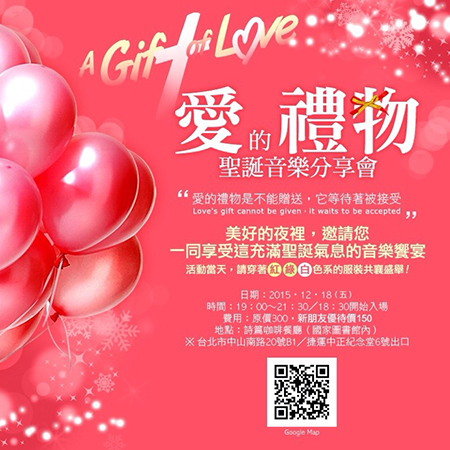 A Gift of Love
愛的禮物
聖誕音樂分享會
“愛的禮物是不能贈送，它等待著被接受
Love's gift cannot be given，it waits to be accepted”
美好的夜裡，邀請您
一同享受這充滿聖誕氣息的音樂饗宴
活動當天，請穿著紅綠白色系的服裝共襄盛舉！
日期：2015・12・18(五)
時間：19：00～21：30／18：30開始入場
費用：原價300，新朋友優待價150
地點：詩篇咖啡餐廳（國家圖書館內）
※ 台北市中山南路20號B1／捷運中正紀念堂6號出口
Google Map